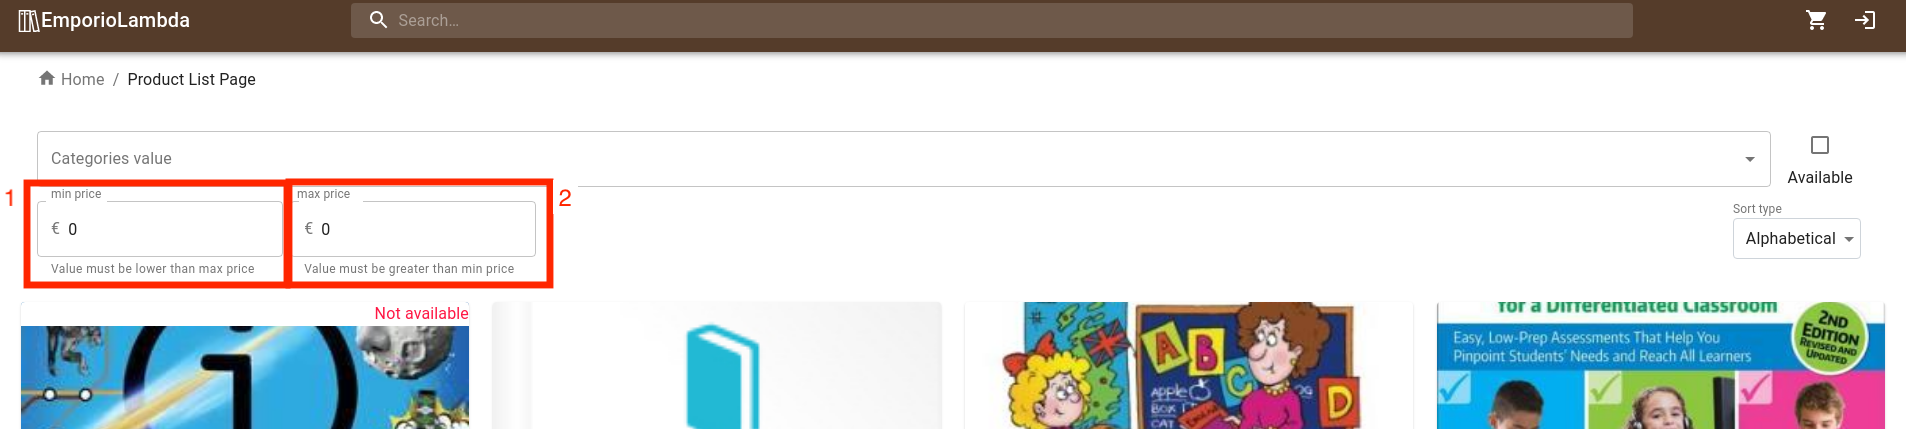 EmporioLambda
Search...
Home / Product List Page
Categories value
Available
1
min price
€ 0
Value must be lower than max price
max price
€ 0
Value must be greater than min price
2
Sort type
Alphabetical
Not available
i
A B C D
APPLE
BOX
CAT
for a Differentiated Classroom
Easy, Low-Prep Assessments That Help You
Pinpoint Students' Needs and Reach All Learners
2ND
EDITION
REVISED AND
UPDATED